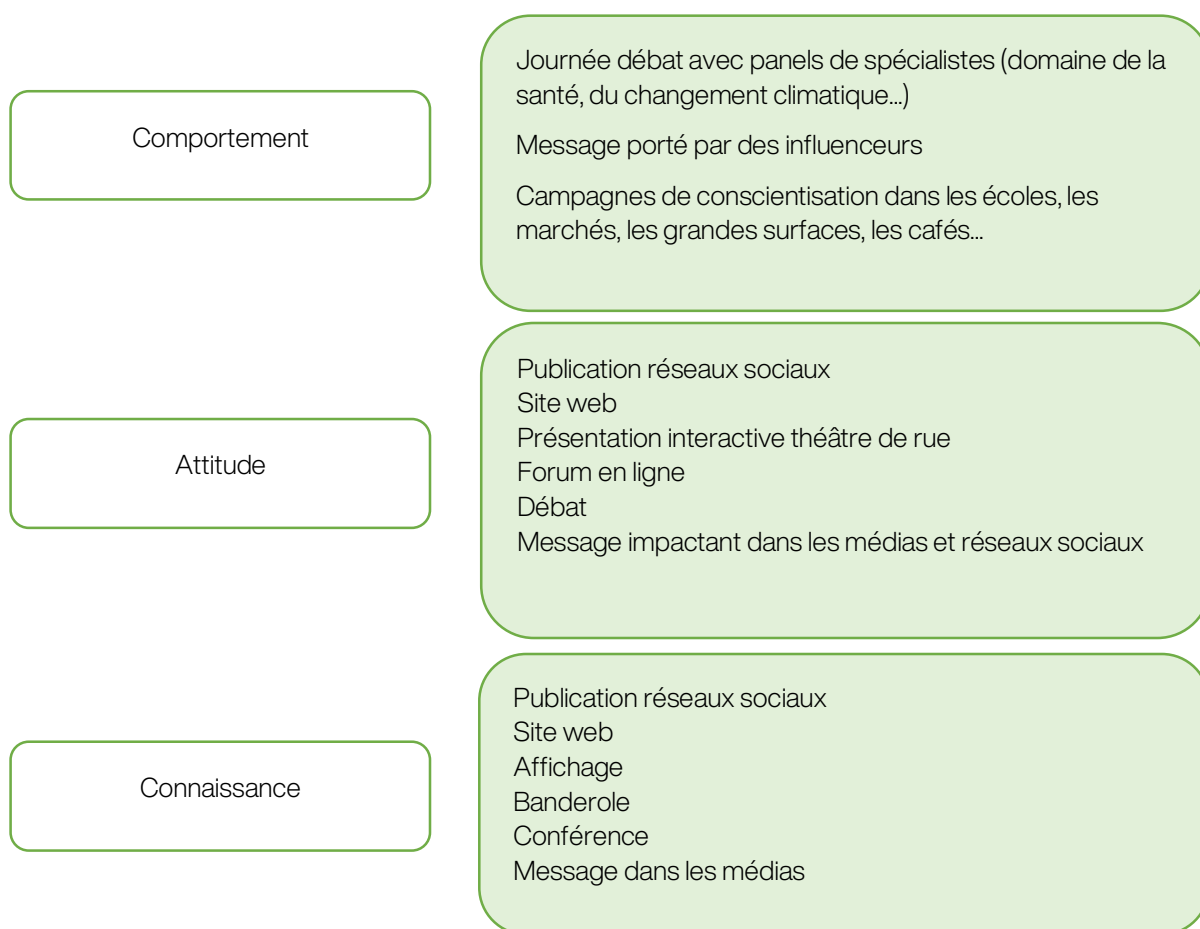 Comportement
Journée débat avec panels de spécialistes (domaine de la
santé, du changement climatique...)
Message porté par des influenceurs
Campagnes de conscientisation dans les écoles, les
marchés, les grandes surfaces, les cafés...
Attitude
Publication réseaux sociaux
Site web
Présentation interactive théâtre de rue
Forum en ligne
Débat
Message impactant dans les médias et réseaux sociaux
Connaissance
Publication réseaux sociaux
Site web
Affichage
Banderole
Conférence
Message dans les médias